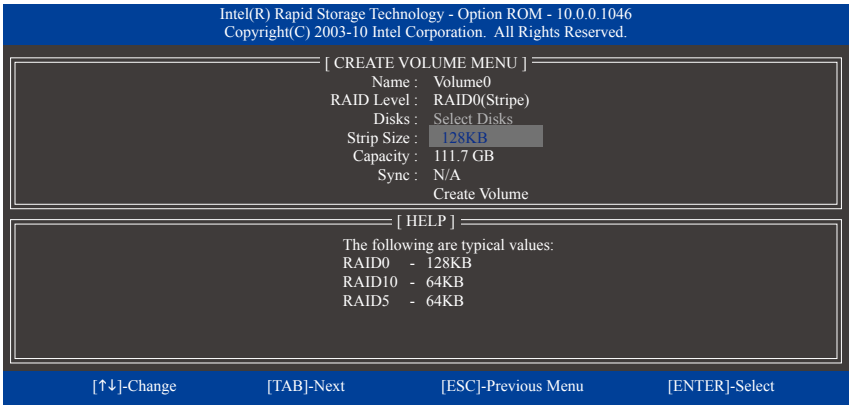 Intel(R) Rapid Storage Technology - Option ROM - 10.0.0.1046
Copyright(C) 2003-10 Intel Corporation. All Rights Reserved.
[ CREATE VOLUME MENU ]
Name : Volume0
RAID Level : RAID0(Stripe)
Disks : Select Disks
Strip Size : 128KB
Capacity : 111.7 GB
Sync : N/A
Create Volume
[ HELP ]
The following are typical values:
RAID0 - 128KB
RAID10 - 64KB
RAID5 - 64KB
[↑↓]-Change [TAB]-Next [ESC]-Previous Menu [ENTER]-Select